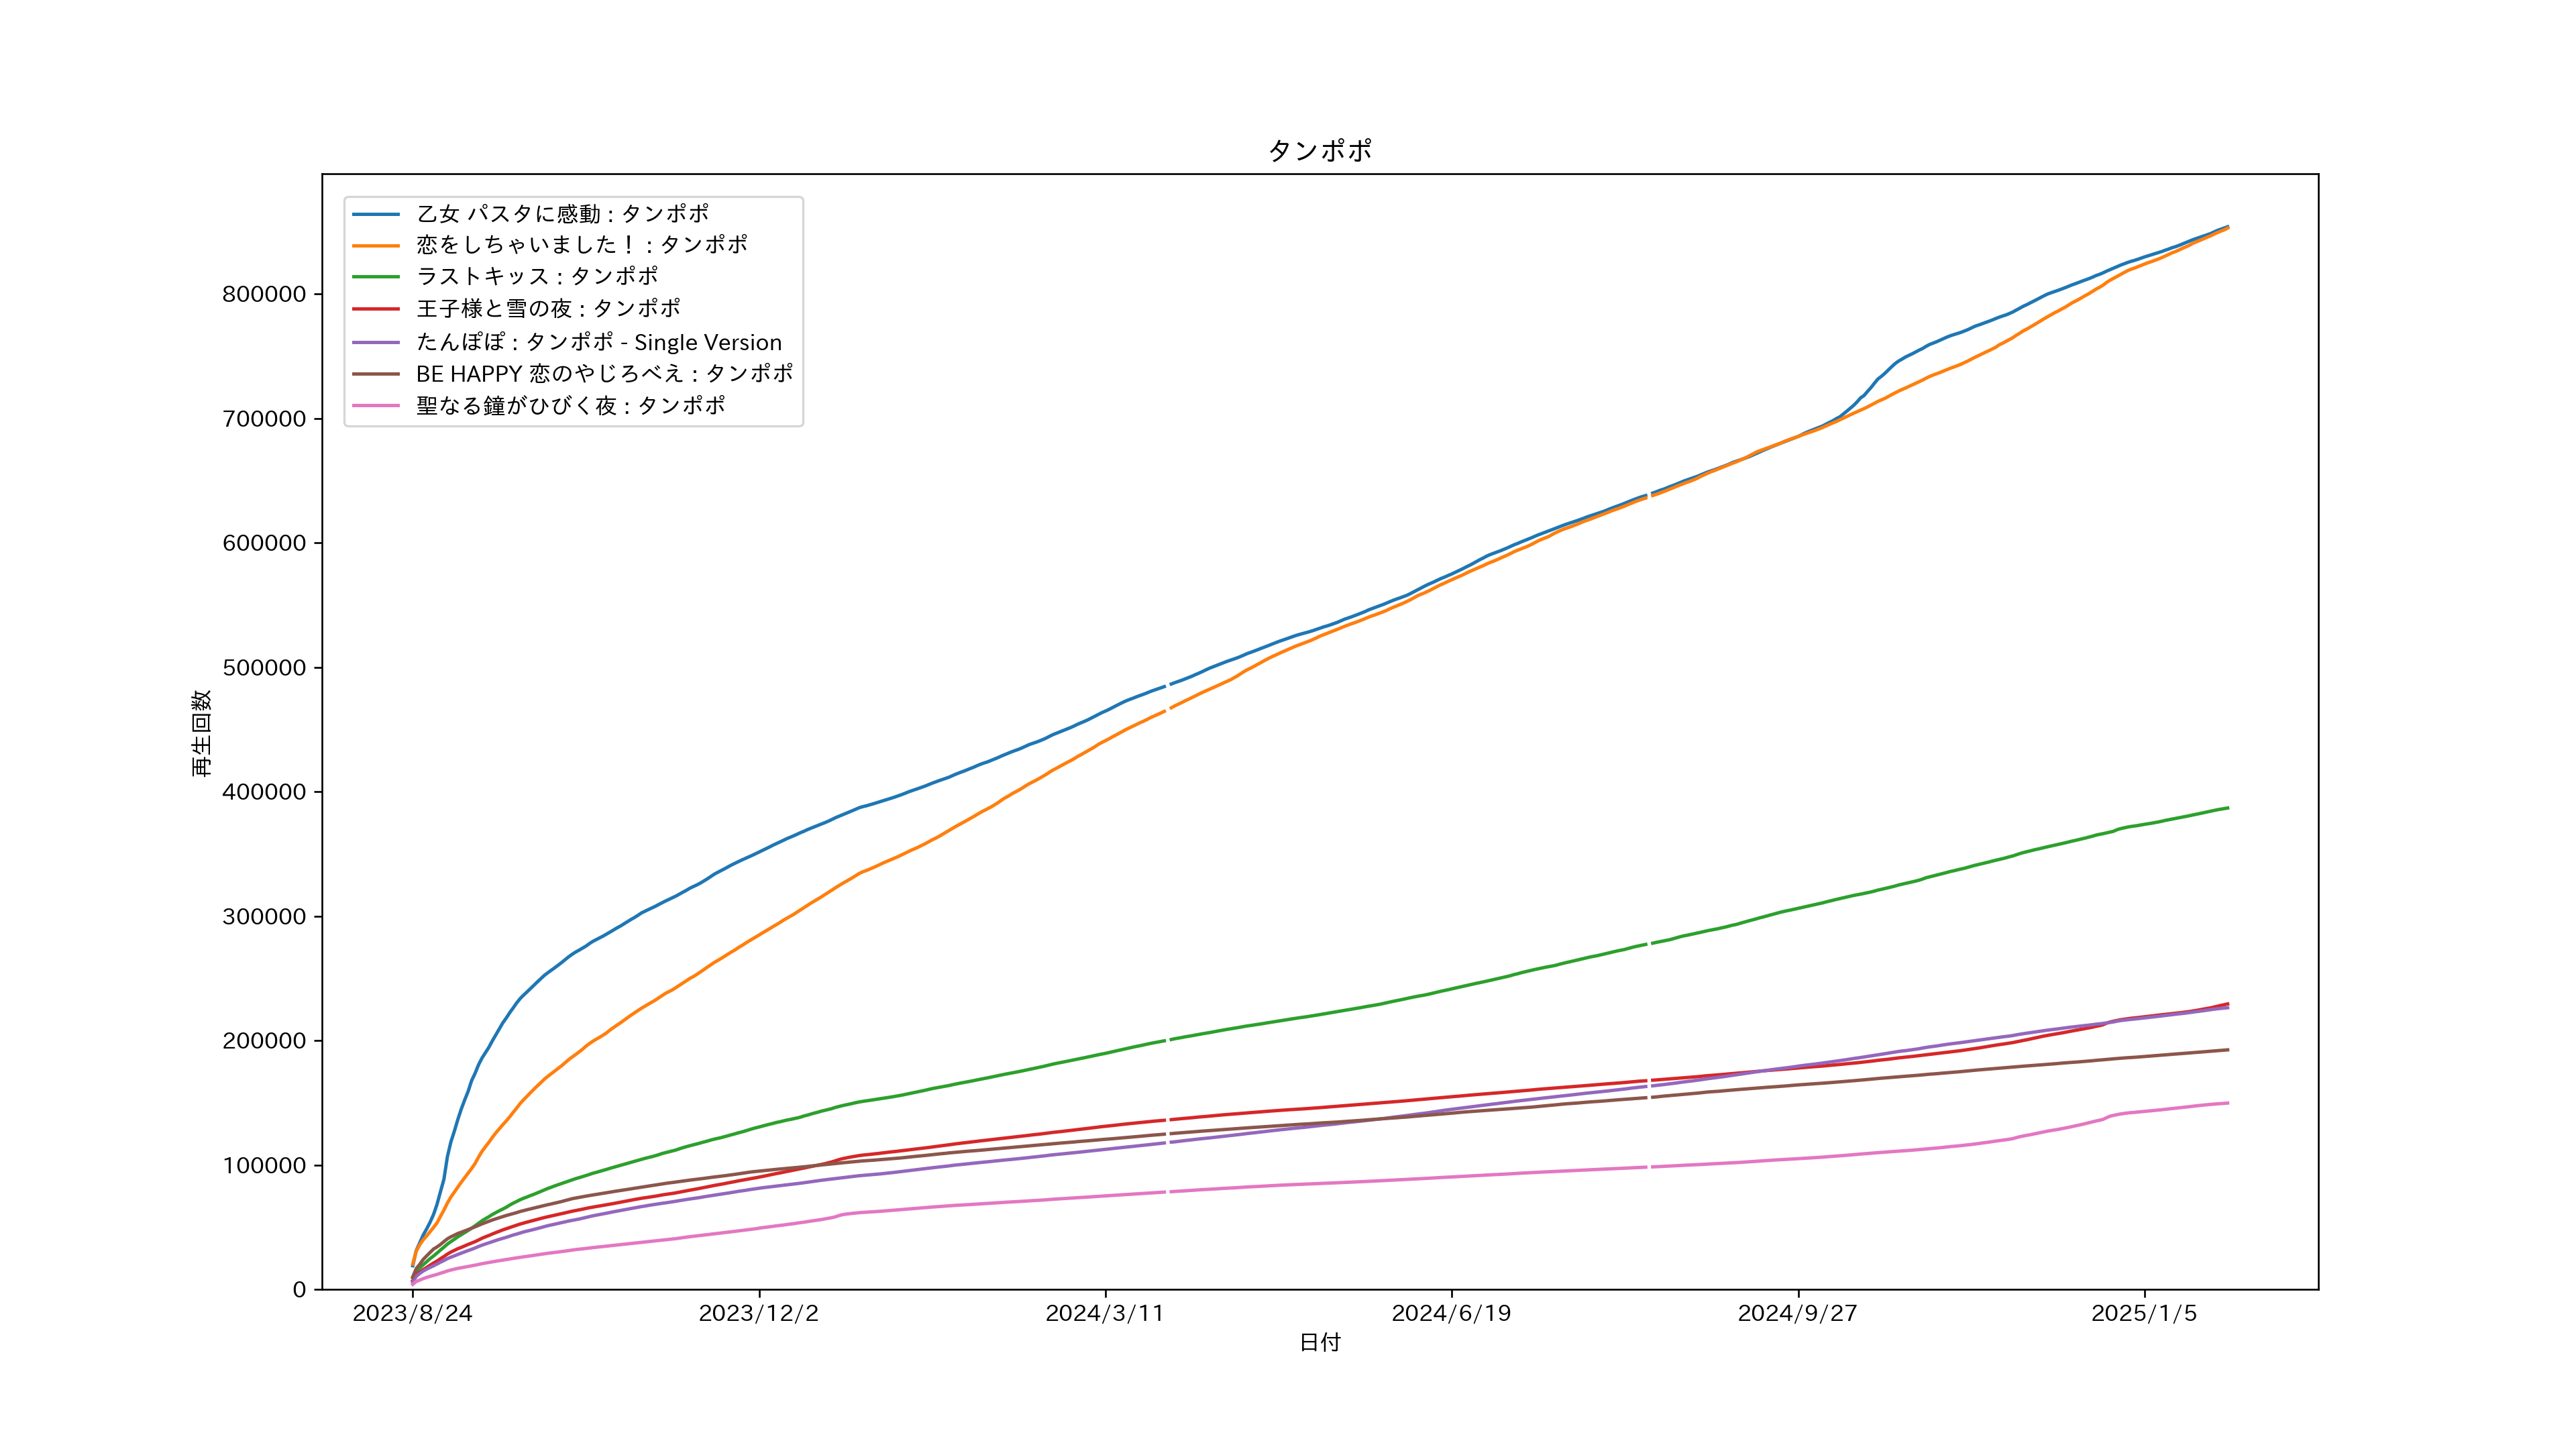 タンポポ
乙女 パスタに感動 : タンポポ
恋をしちゃいました！ : タンポポ
ラストキッス : タンポポ
王子様と雪の夜 : タンポポ
たんぽぽ : タンポポ - Single Version
BE HAPPY 恋のやじろべえ : タンポポ
聖なる鐘がひびく夜 : タンポポ
再生回数
800000
700000
600000
500000
400000
300000
200000
100000
0
2023/8/24 2023/12/2 2024/3/11 2024/6/19 2024/9/27 2025/1/5
日付